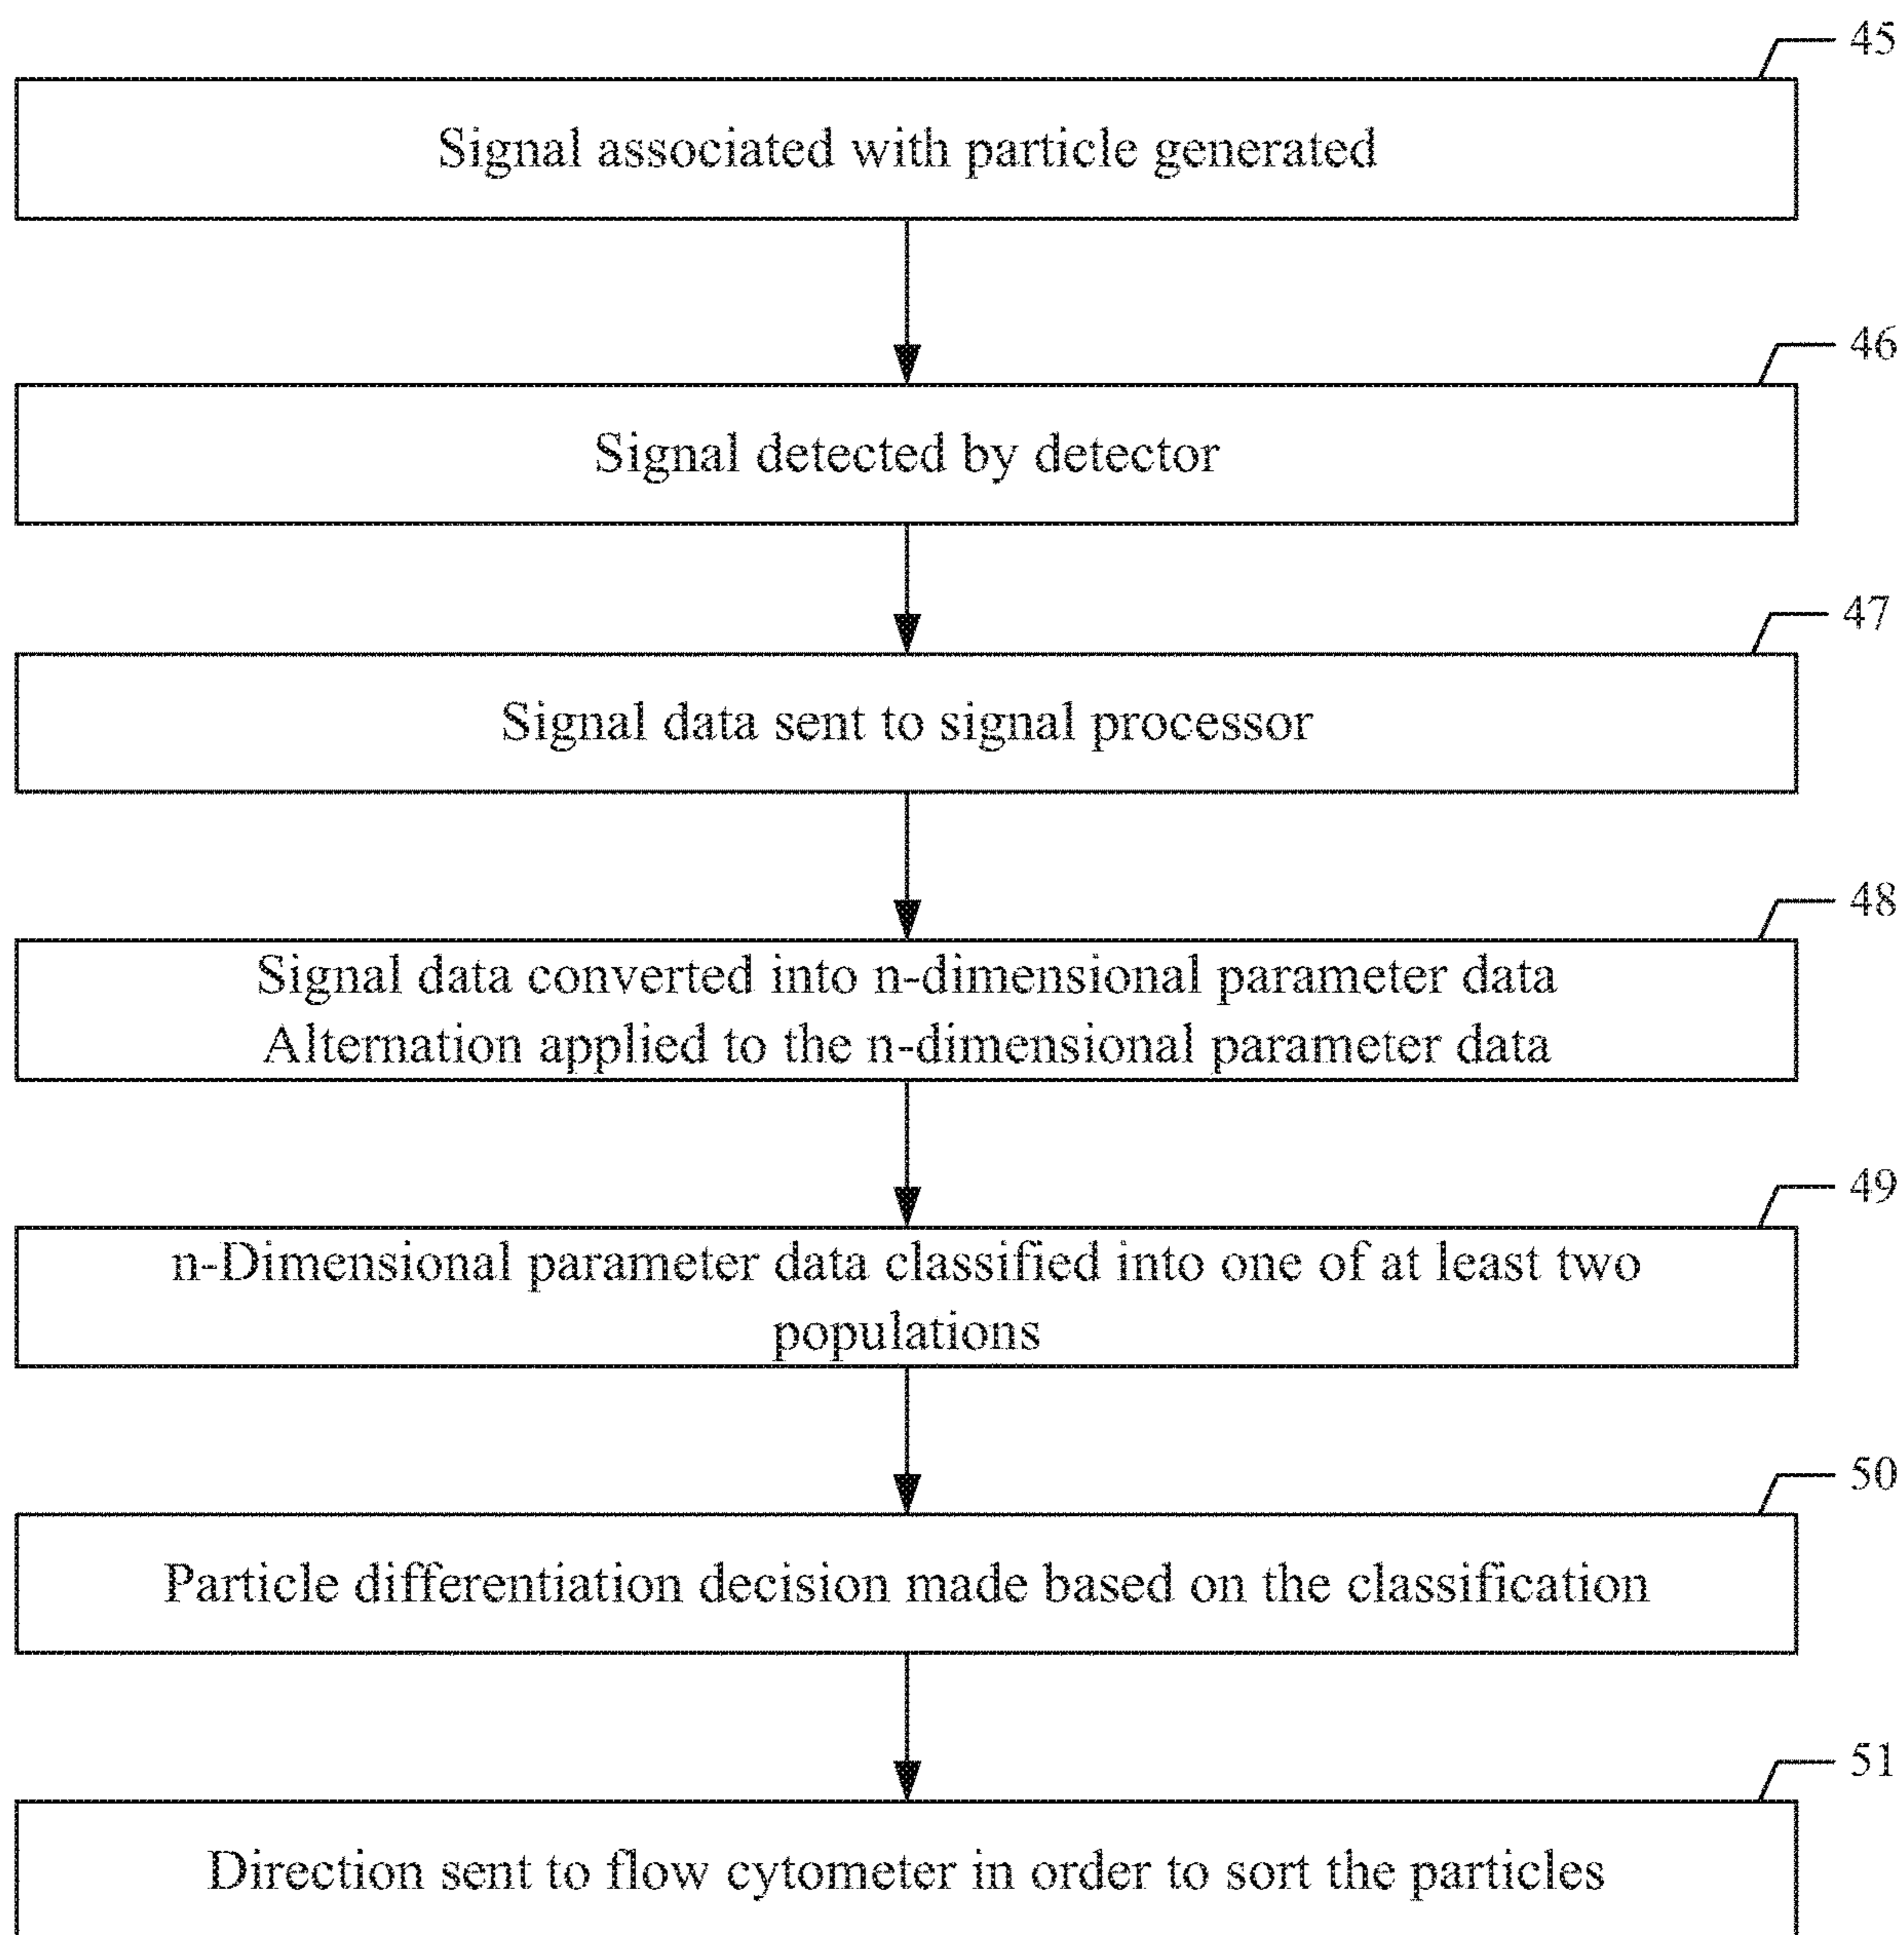 45
Signal associated with particle generated
46
Signal detected by detector
47
Signal data sent to signal processor
48
Signal data converted into n-dimensional parameter data
Alternation applied to the n-dimensional parameter data
49
n-Dimensional parameter data classified into one of at least two
populations
50
Particle differentiation decision made based on the classification
51
Direction sent to flow cytometer in order to sort the particles